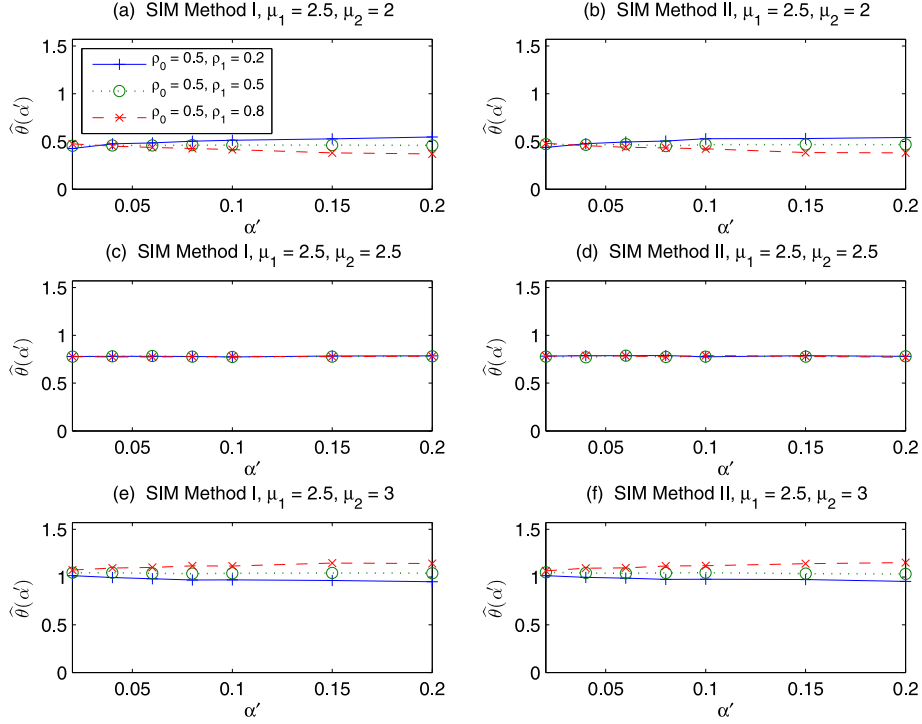 (a) SIM Method I, μ₁ = 2.5, μ₂ = 2
1.5
1
0.5
0
ρ₀ = 0.5, ρ₁ = 0.2
ρ₀ = 0.5, ρ₁ = 0.5
ρ₀ = 0.5, ρ₁ = 0.8
0.05
0.1
0.15
0.2
α′
θ̂(α′)
(b) SIM Method II, μ₁ = 2.5, μ₂ = 2
1.5
1
0.5
0
0.05
0.1
0.15
0.2
α′
θ̂(α′)
(c) SIM Method I, μ₁ = 2.5, μ₂ = 2.5
1.5
1
0.5
0
0.05
0.1
0.15
0.2
α′
θ̂(α′)
(d) SIM Method II, μ₁ = 2.5, μ₂ = 2.5
1.5
1
0.5
0
0.05
0.1
0.15
0.2
α′
θ̂(α′)
(e) SIM Method I, μ₁ = 2.5, μ₂ = 3
1.5
1
0.5
0
0.05
0.1
0.15
0.2
α′
θ̂(α′)
(f) SIM Method II, μ₁ = 2.5, μ₂ = 3
1.5
1
0.5
0
0.05
0.1
0.15
0.2
α′
θ̂(α′)